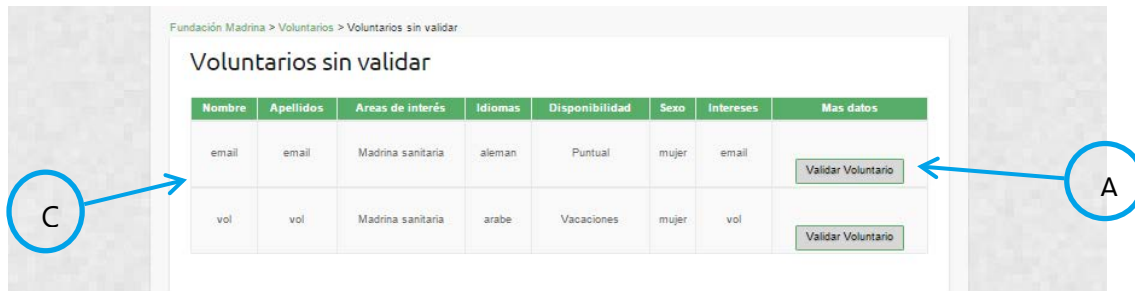 Fundación Madrina > Voluntarios > Voluntarios sin validar
Voluntarios sin validar
Nombre Apellidos Areas de interés Idiomas Disponibilidad Sexo Intereses Mas datos
email email Madrina sanitaria aleman Puntual mujer email
Validar Voluntario
A
C
vol vol Madrina sanitaria arabe Vacaciones mujer vol
Validar Voluntario